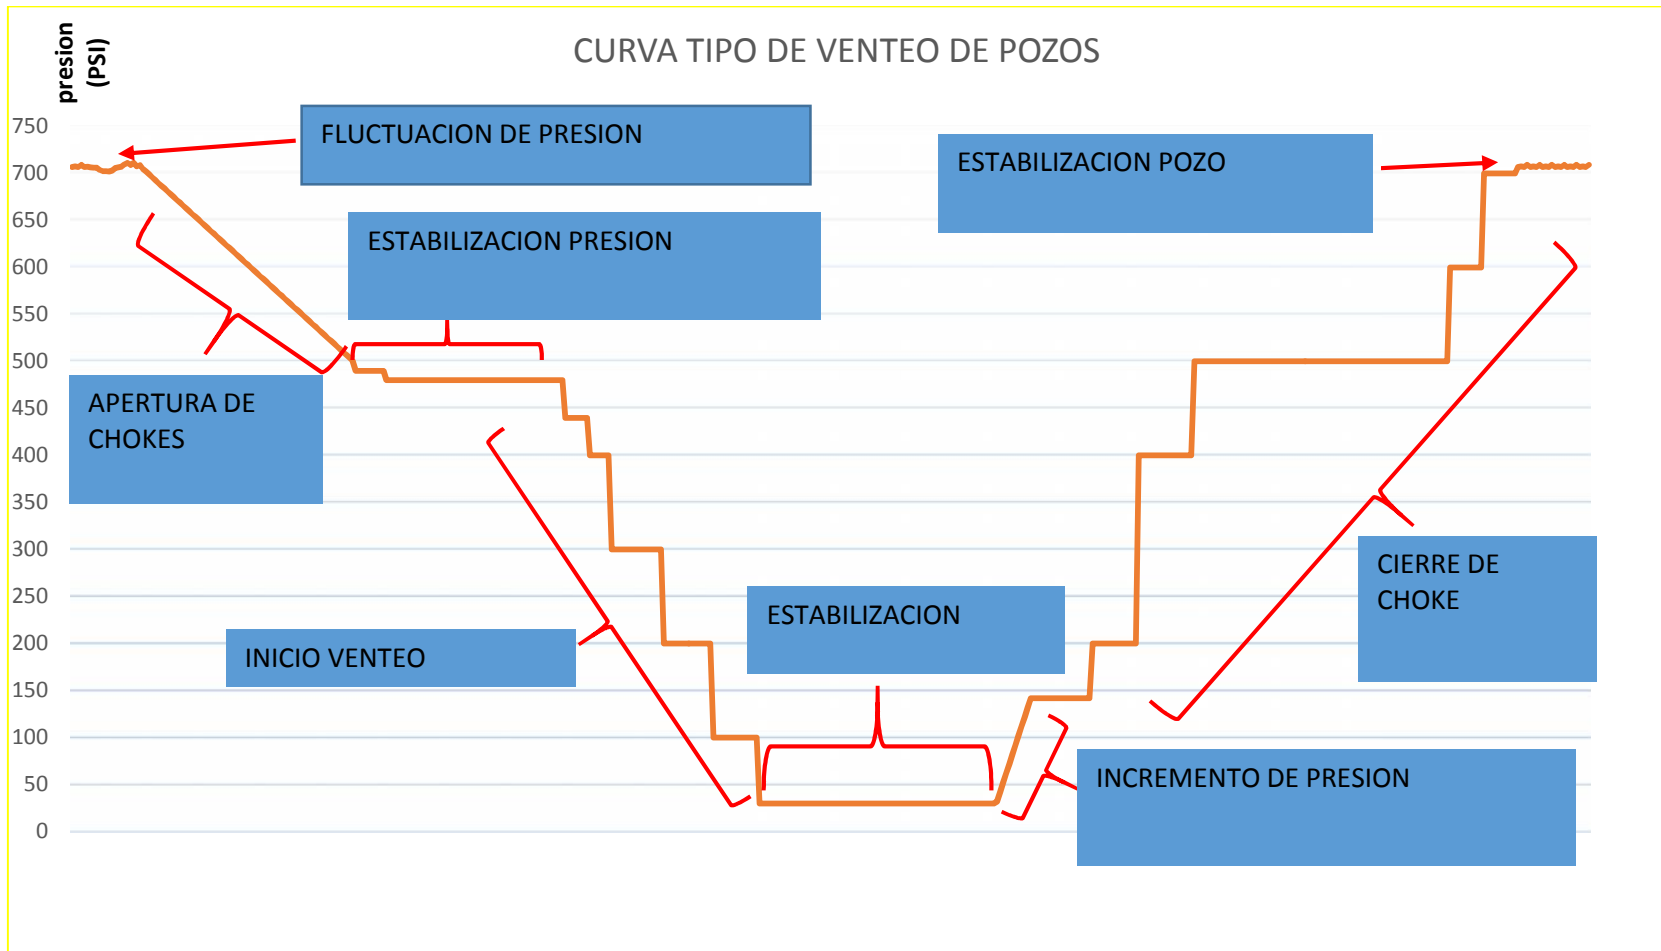 presion
(PSI)
CURVA TIPO DE VENTEO DE POZOS
750
700
650
600
550
500
450
400
350
300
250
200
150
100
50
0
FLUCTUACION DE PRESION
ESTABILIZACION POZO
ESTABILIZACION PRESION
APERTURA DE
CHOKES
INICIO VENTEO
ESTABILIZACION
CIERRE DE
CHOKE
INCREMENTO DE PRESION